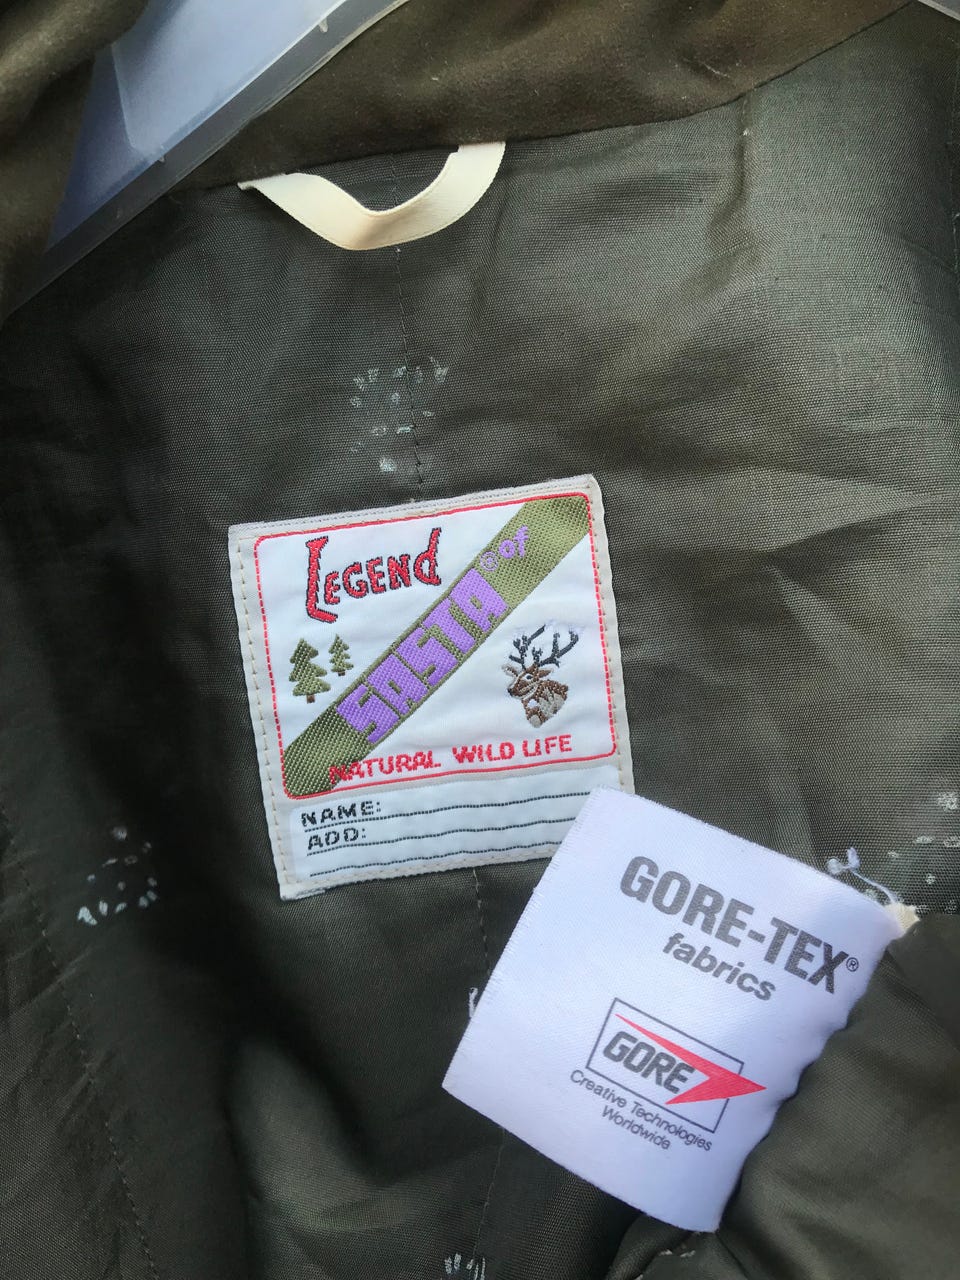 LEGEND
SASTA® of
NATURAL WILD LIFE
NAME:
ADD:
GORE-TEX®
fabrics
GORE
Creative Technologies
Worldwide